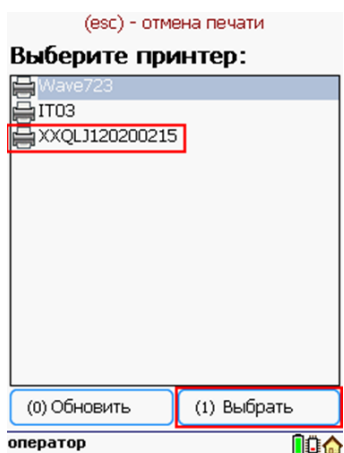 (esc) - отмена печати
Выберите принтер:
Wave723
IT03
XXQLJ120200215
(0) Обновить
(1) Выбрать
оператор